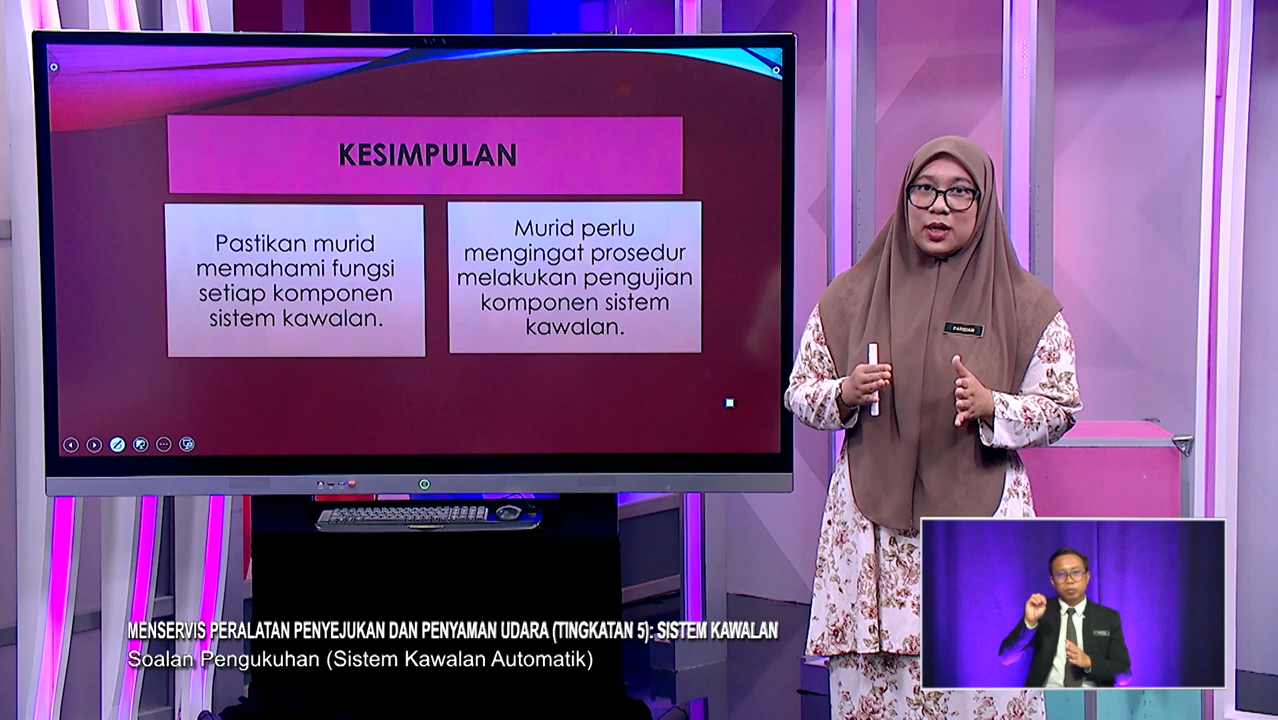 KESIMPULAN
Pastikan murid
memahami fungsi
setiap komponen
sistem kawalan.
Murid perlu
mengingat prosedur
melakukan pengujian
komponen sistem
kawalan.
MENSERVIS PERALATAN PENYEJUKAN DAN PENYAMAN UDARA (TINGKATAN 5): SISTEM KAWALAN
Soalan Pengukuhan (Sistem Kawalan Automatik)